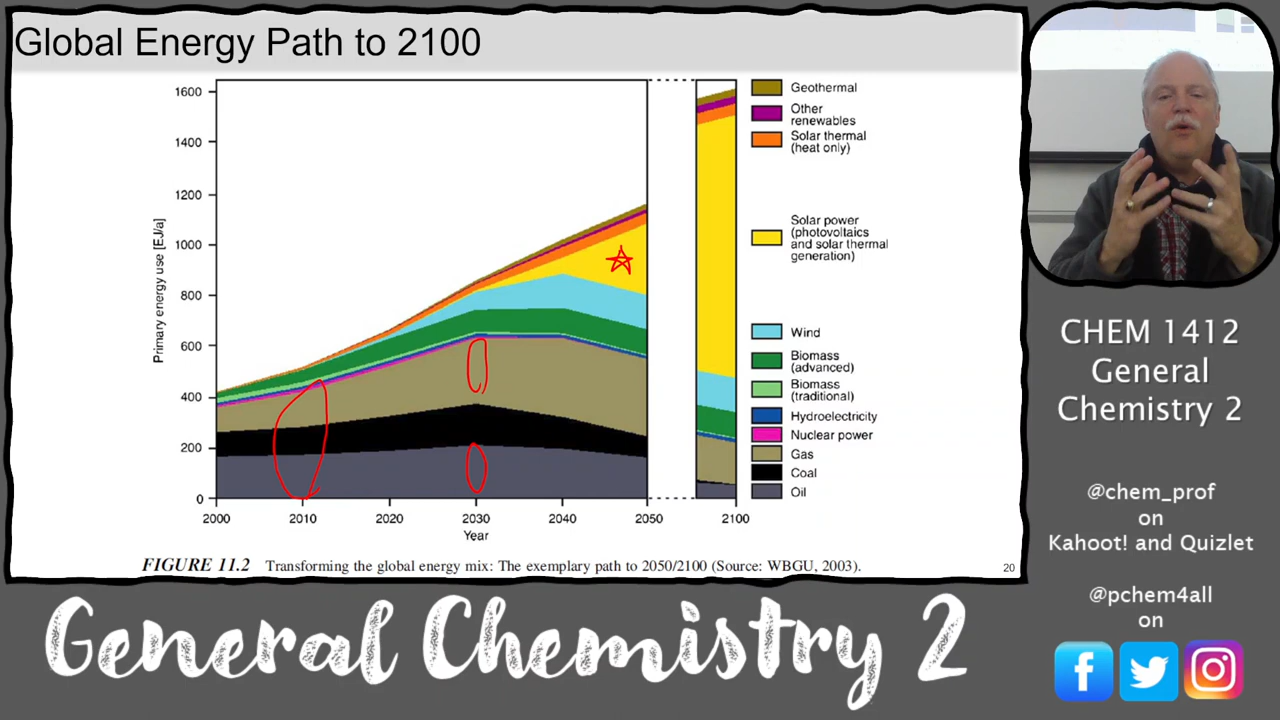 Global Energy Path to 2100
1600
1400
1200
1000
800
600
400
200
0
Primary energy use [EJ/a]
2000
2010
2020
2030
2040
2050
2100
Year
Geothermal
Other
renewables
Solar thermal
(heat only)
Solar power
(photovoltaics
and solar thermal
generation)
Wind
Biomass
(advanced)
Biomass
(traditional)
Hydroelectricity
Nuclear power
Gas
Coal
Oil
FIGURE 11.2 Transforming the global energy mix: The exemplary path to 2050/2100 (Source: WBGU, 2003).
20
CHEM 1412
General
Chemistry 2
@chem_prof
on
Kahoot! and Quizlet
@pchem4all
on
f
General Chemistry 2